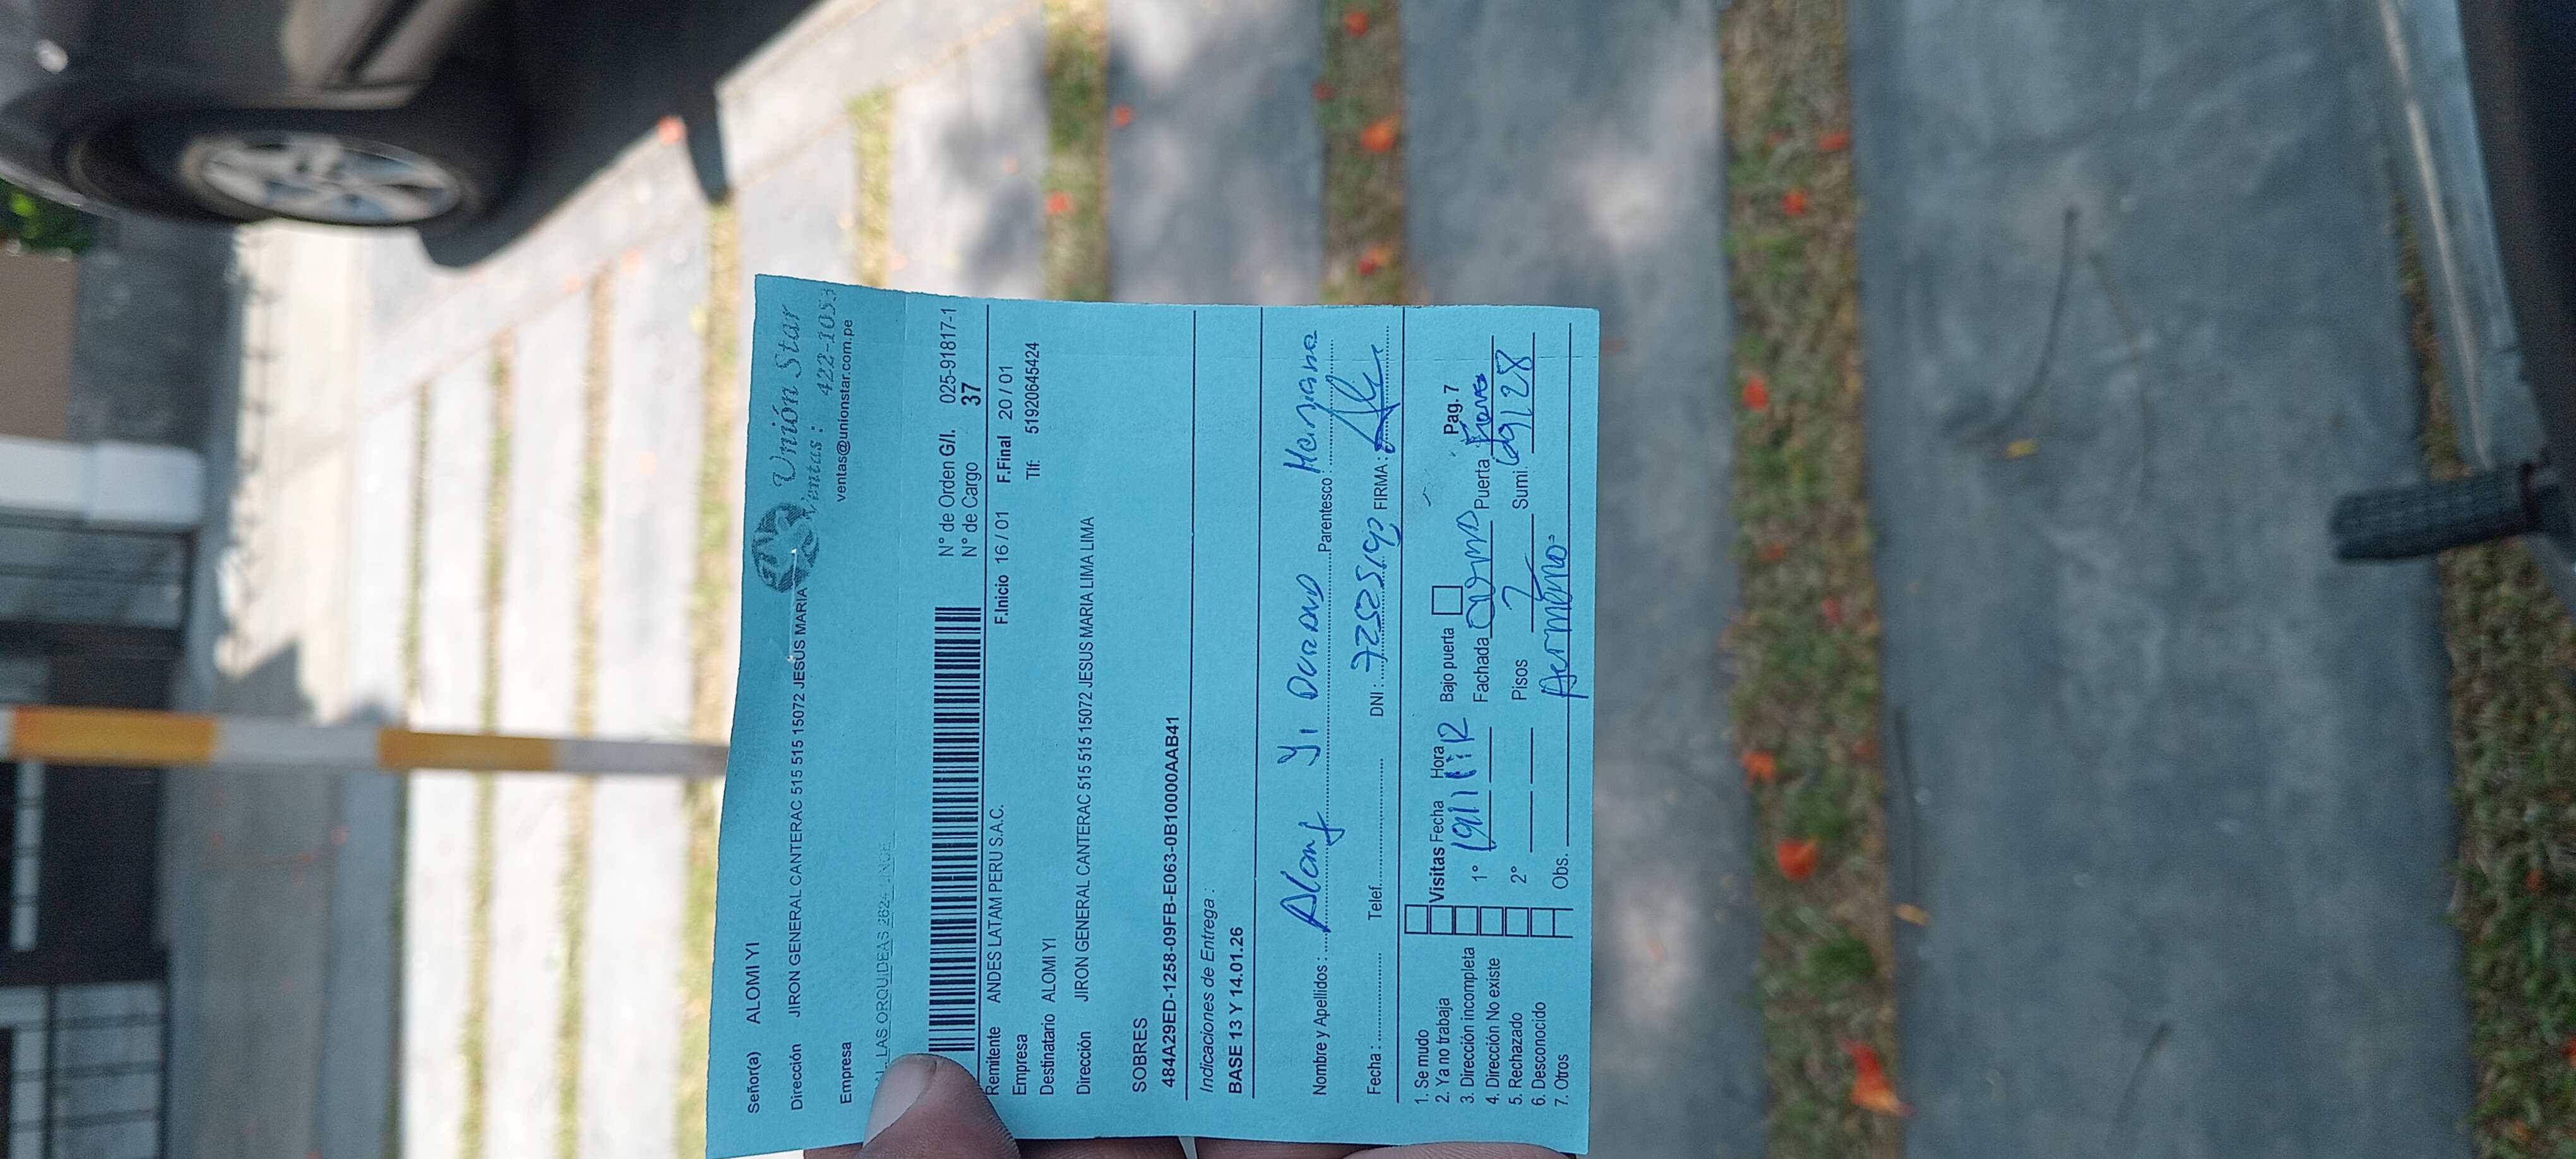 Señor(a) ALOMI YI
Unión Star
Dirección JIRON GENERAL CANTERAC 515 515 15072 JESUS MARIA
Ventas : 422-1053
ventas@unionstar.com.pe
Empresa
LAS ORQUIDEAS 262- LINCE
N° de Orden G/I. 025-91817-1
N° de Cargo 37
Remitente ANDES LATAM PERU S.A.C.
F.Inicio 16 / 01 F.Final 20 / 01
Empresa
Tlf: 51920645424
Destinatario ALOMI YI
Dirección JIRON GENERAL CANTERAC 515 515 15072 JESUS MARIA LIMA LIMA
SOBRES
484A29ED-1258-09FB-E063-0B10000AAB41
Indicaciones de Entrega :
BASE 13 Y 14.01.26
Nombre y Apellidos : Yi Parentesco Hermana
Fecha : Telef. DNI : FIRMA:
1. Se mudo
2. Ya no trabaja
3. Dirección incompleta
4. Dirección No existe
5. Rechazado
6. Desconocido
7. Otros
Visitas Fecha Hora Bajo puerta Pag. 7
1° Fachada Puerta
2° Pisos Sumi.
Obs.